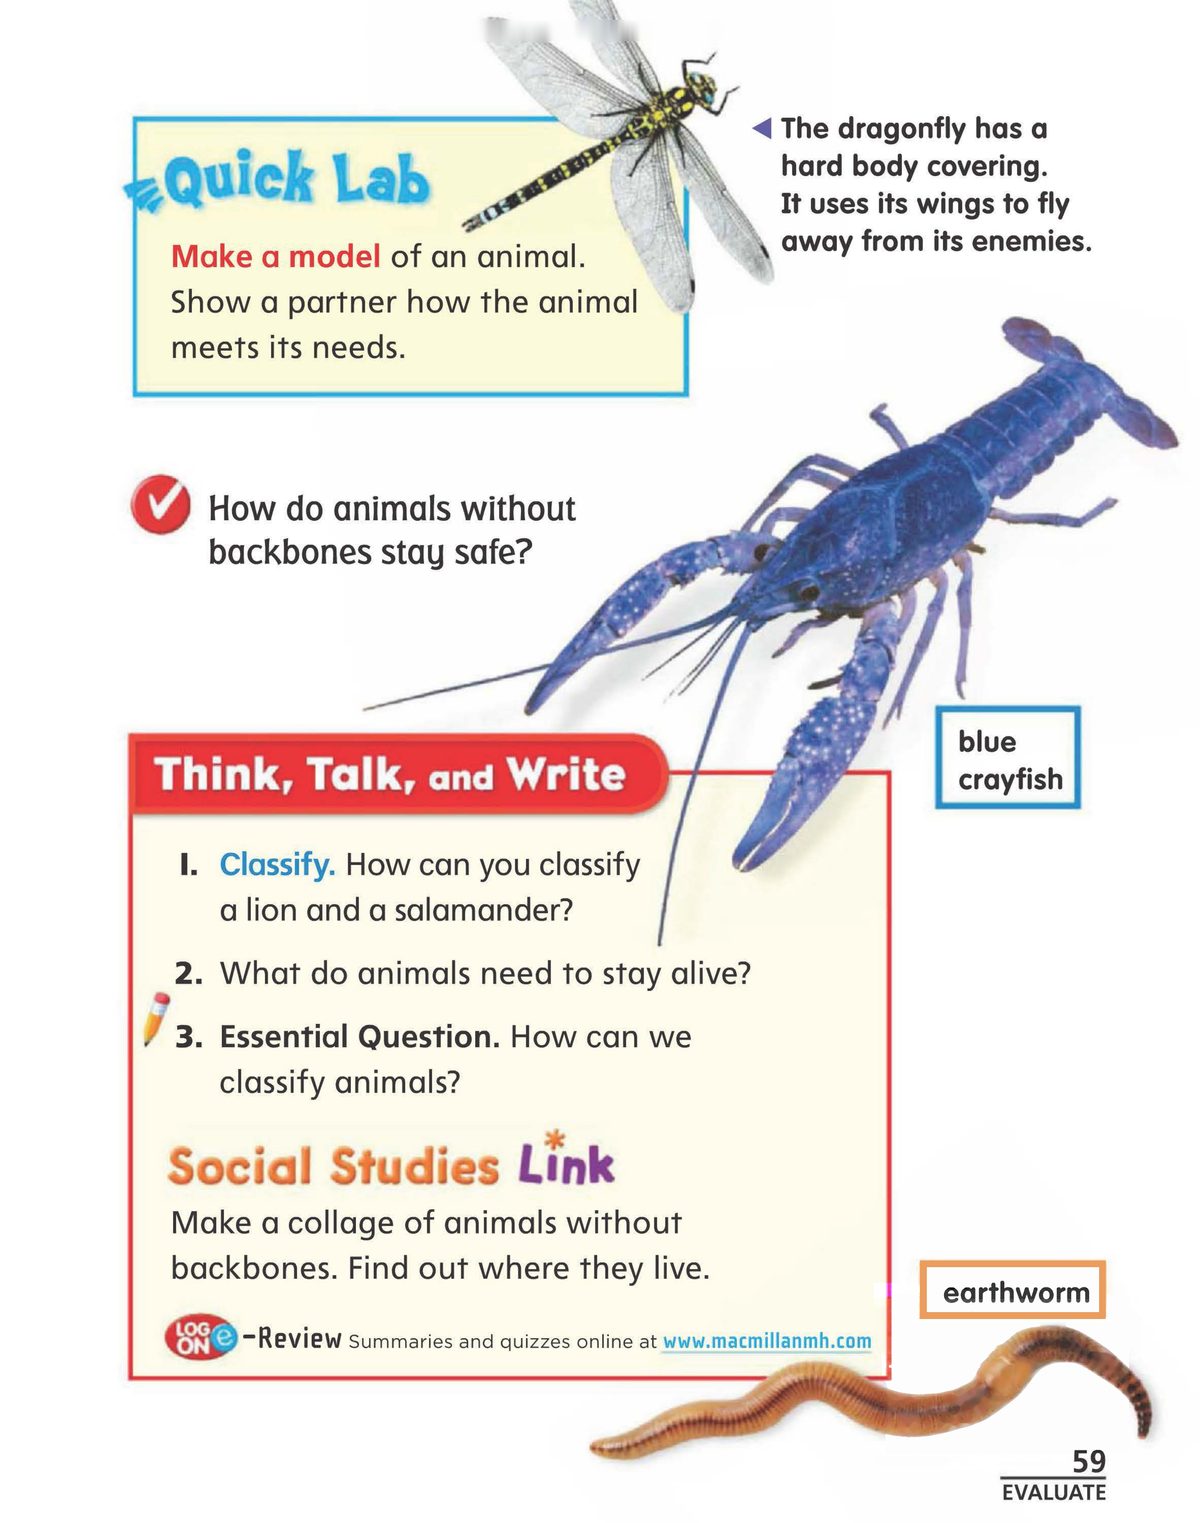 The dragonfly has a
hard body covering.
It uses its wings to fly
away from its enemies.
Quick Lab
Make a model of an animal.
Show a partner how the animal
meets its needs.
How do animals without
backbones stay safe?
blue
crayfish
Think, Talk, and Write
1. Classify. How can you classify
a lion and a salamander?
2. What do animals need to stay alive?
3. Essential Question. How can we
classify animals?
Social Studies Link
Make a collage of animals without
backbones. Find out where they live.
LOG
ON
e-Review Summaries and quizzes online at www.macmillanmh.com
earthworm
59
EVALUATE